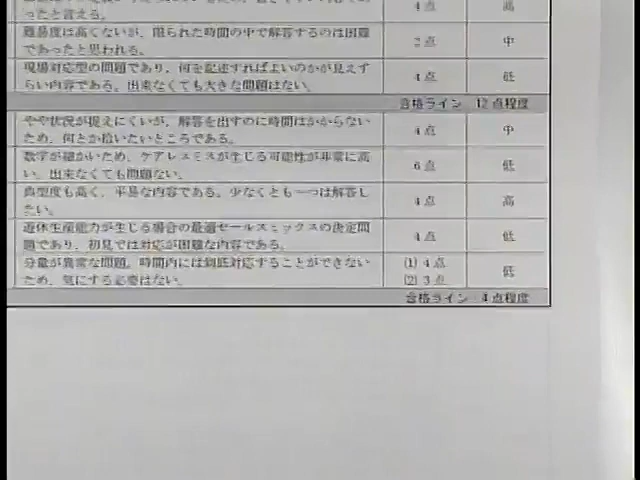 ったと言える。 4点 高
難易度は高くないが、限られた時間の中で解答するのは困難
であったと思われる。 2点 中
現場対応型の問題であり、何を記述すればよいのかが見えず
らい内容である。出来なくても大きな問題はない。 4点 低
合格ライン 12点程度
やや状況が捉えにくいが、解答を出すのに時間はかからない
ため、何とか拾いたいところである。 4点 中
数字が細かいため、ケアレスミスが生じる可能性が非常に高
い。出来なくても問題ない。 6点 低
典型度も高く、平易な内容である。少なくとも一つは解答し
たい。 4点 高
遊休生産能力が生じる場合の最適セールスミックスの決定問
題であり、初見では対応が困難な内容である。 4点 低
分量が異常な問題。時間内には到底対応することができない
ため、気にする必要はない。 (1) 4点 (2) 3点 低
合格ライン 4点程度